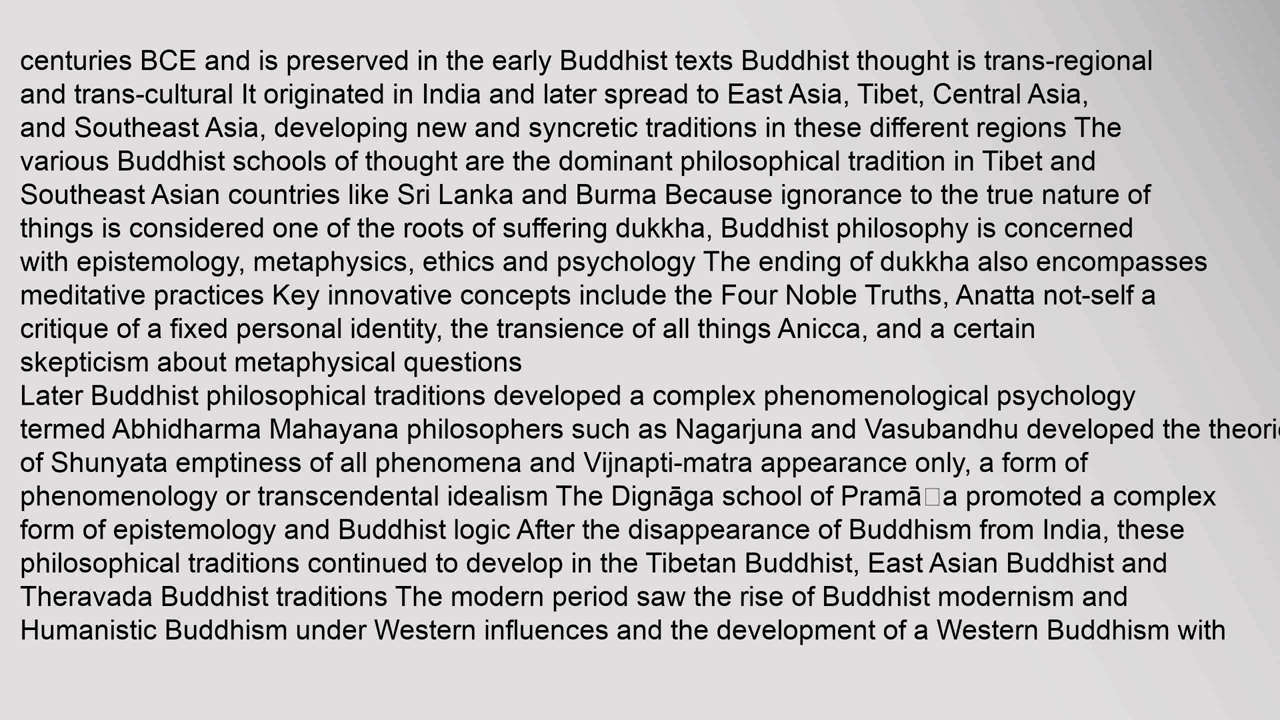 centuries BCE and is preserved in the early Buddhist texts Buddhist thought is trans-regional
and trans-cultural It originated in India and later spread to East Asia, Tibet, Central Asia,
and Southeast Asia, developing new and syncretic traditions in these different regions The
various Buddhist schools of thought are the dominant philosophical tradition in Tibet and
Southeast Asian countries like Sri Lanka and Burma Because ignorance to the true nature of
things is considered one of the roots of suffering dukkha, Buddhist philosophy is concerned
with epistemology, metaphysics, ethics and psychology The ending of dukkha also encompasses
meditative practices Key innovative concepts include the Four Noble Truths, Anatta not-self a
critique of a fixed personal identity, the transience of all things Anicca, and a certain
skepticism about metaphysical questions
Later Buddhist philosophical traditions developed a complex phenomenological psychology
termed Abhidharma Mahayana philosophers such as Nagarjuna and Vasubandhu developed the theori
of Shunyata emptiness of all phenomena and Vijnapti-matra appearance only, a form of
phenomenology or transcendental idealism The Dignāga school of Pramā□a promoted a complex
form of epistemology and Buddhist logic After the disappearance of Buddhism from India, these
philosophical traditions continued to develop in the Tibetan Buddhist, East Asian Buddhist and
Theravada Buddhist traditions The modern period saw the rise of Buddhist modernism and
Humanistic Buddhism under Western influences and the development of a Western Buddhism with